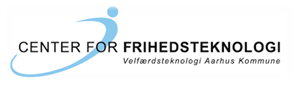 CENTER FOR FRIHEDSTEKNOLOGI
Velfærdsteknologi Aarhus Kommune